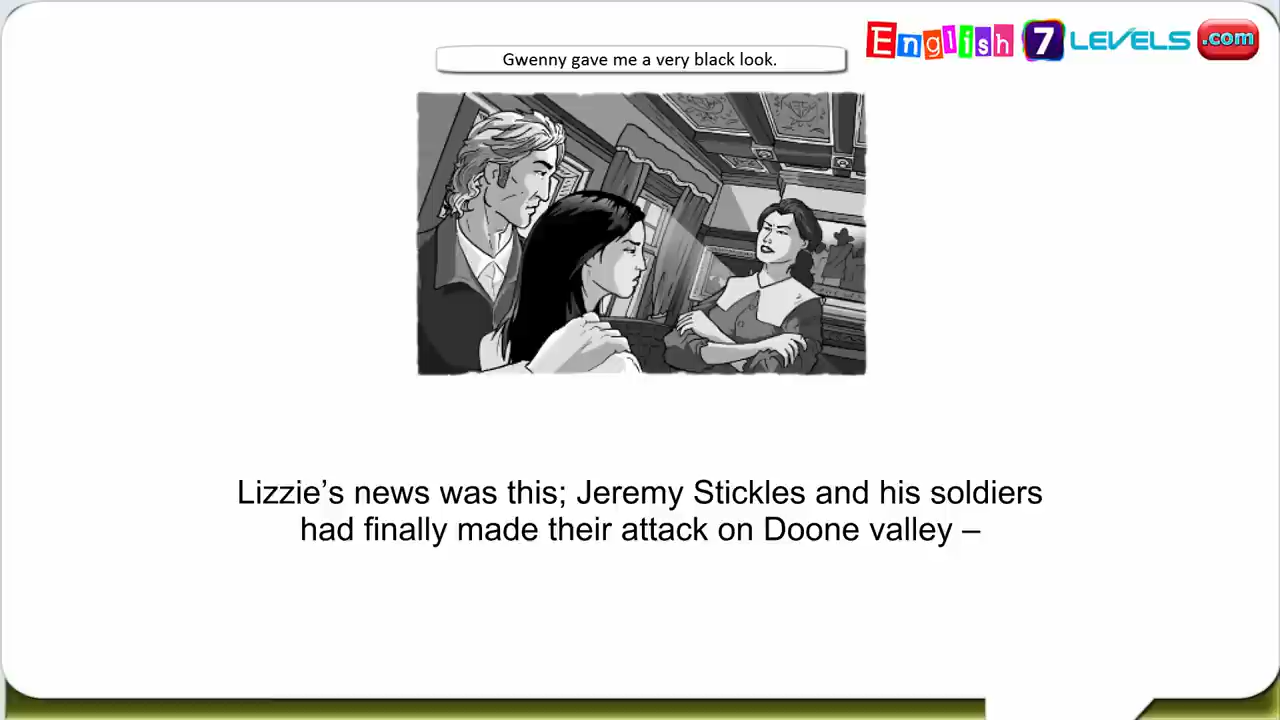 English 7 LEVELS .com
Gwenny gave me a very black look.
Lizzie’s news was this; Jeremy Stickles and his soldiers
had finally made their attack on Doone valley –